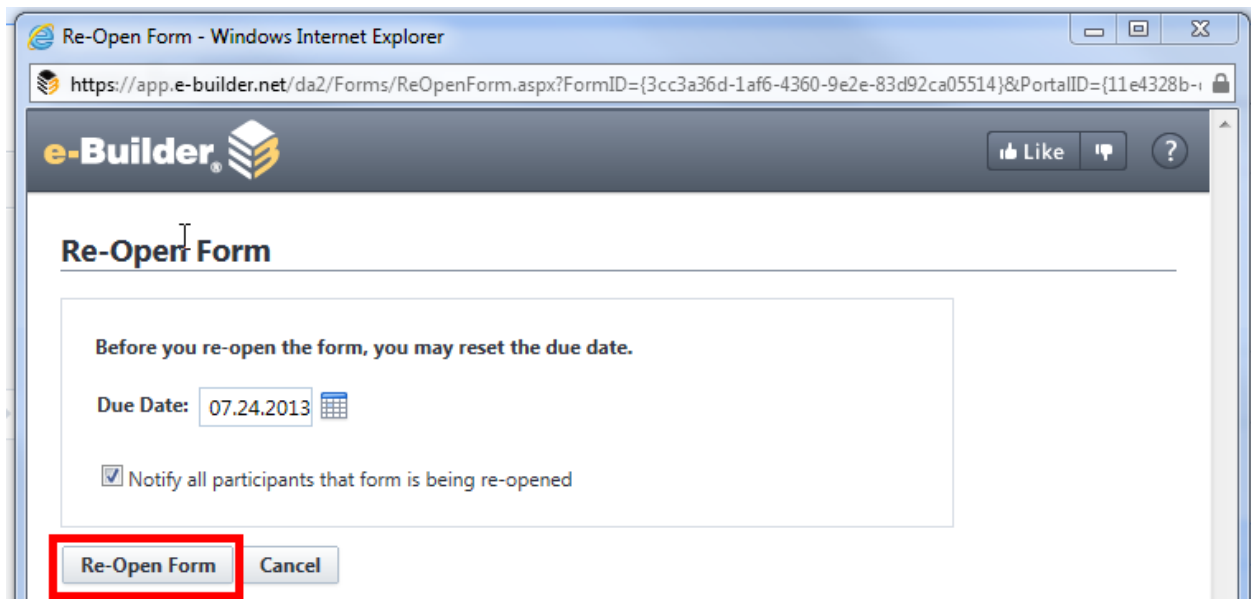 Re-Open Form - Windows Internet Explorer
https://app.e-builder.net/da2/Forms/ReOpenForm.aspx?FormID={3cc3a36d-1af6-4360-9e2e-83d92ca05514}&PortalID={11e4328b-
e-Builder®
Like
?
Re-Open Form
Before you re-open the form, you may reset the due date.
Due Date: 07.24.2013
Notify all participants that form is being re-opened
Re-Open Form Cancel